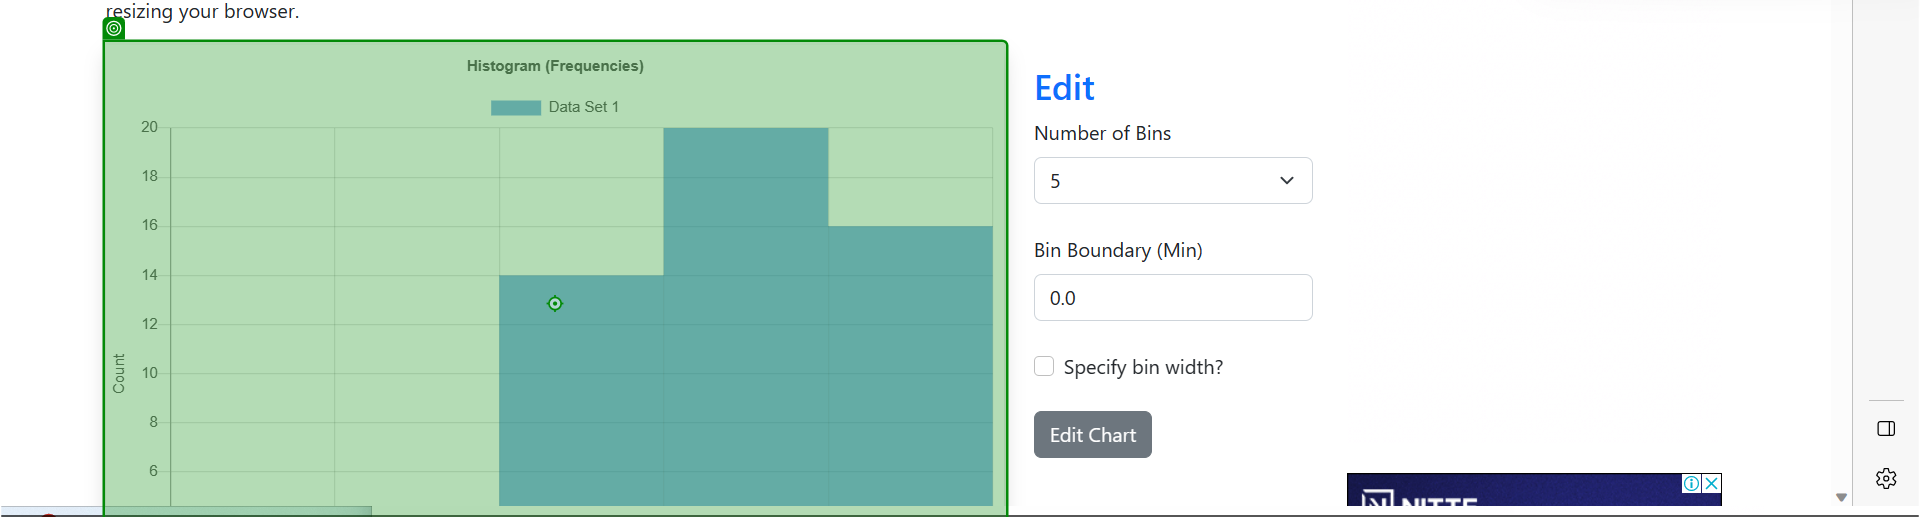 resizing your browser.
Histogram (Frequencies)
Data Set 1
20
18
16
14
12
10
8
6
Count
Edit
Number of Bins
5
Bin Boundary (Min)
0.0
Specify bin width?
Edit Chart
NITTE